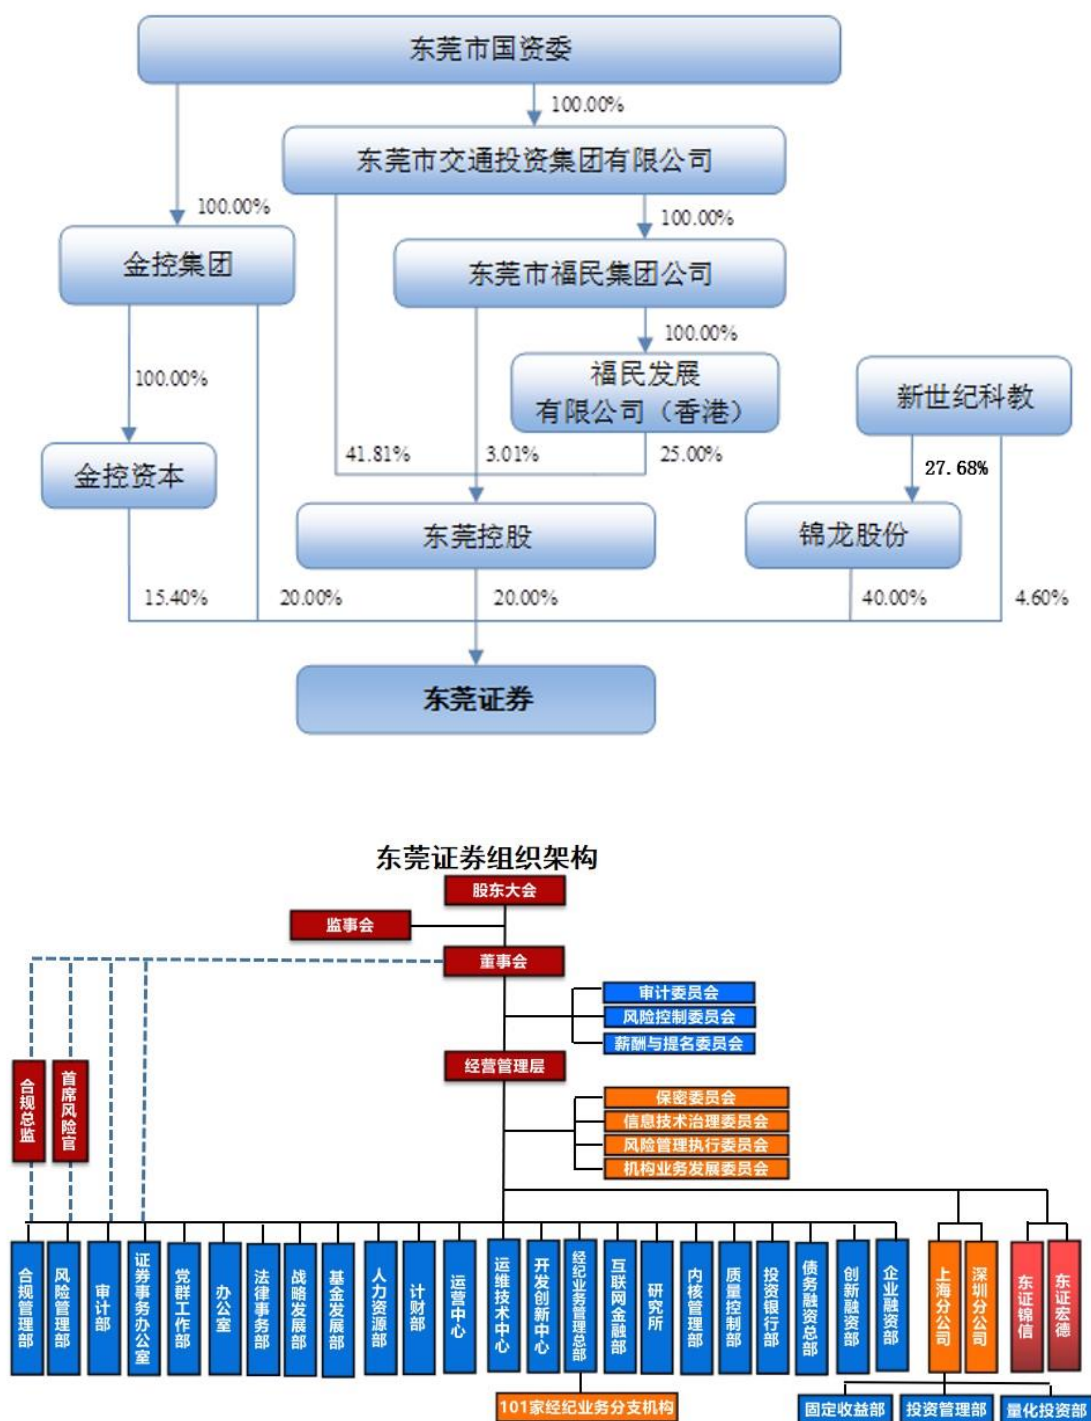 东莞市国资委
100.00%
东莞市交通投资集团有限公司
100.00%
100.00%
金控集团
东莞市福民集团公司
100.00%
100.00%
福民发展
有限公司（香港）
新世纪科教
41.81%
3.01%
25.00%
27.68%
金控资本
东莞控股
锦龙股份
15.40%
20.00%
20.00%
40.00%
4.60%
东莞证券
东莞证券组织架构
股东大会
监事会
董事会
审计委员会
风险控制委员会
薪酬与提名委员会
经营管理层
合规总监
首席风险官
保密委员会
信息技术治理委员会
风险管理执行委员会
机构业务发展委员会
合规管理部
风险管理部
审计部
证券事务办公室
党群工作部
办公室
法律事务部
战略发展部
基金发展部
人力资源部
计财部
运营中心
运维技术中心
开发创新中心
经纪业务管理总部
互联网金融部
研究所
内核管理部
质量控制部
投资银行部
债务融资总部
创新融资部
企业融资部
上海分公司
深圳分公司
东证锦信
东证宏德
101家经纪业务分支机构
固定收益部
投资管理部
量化投资部